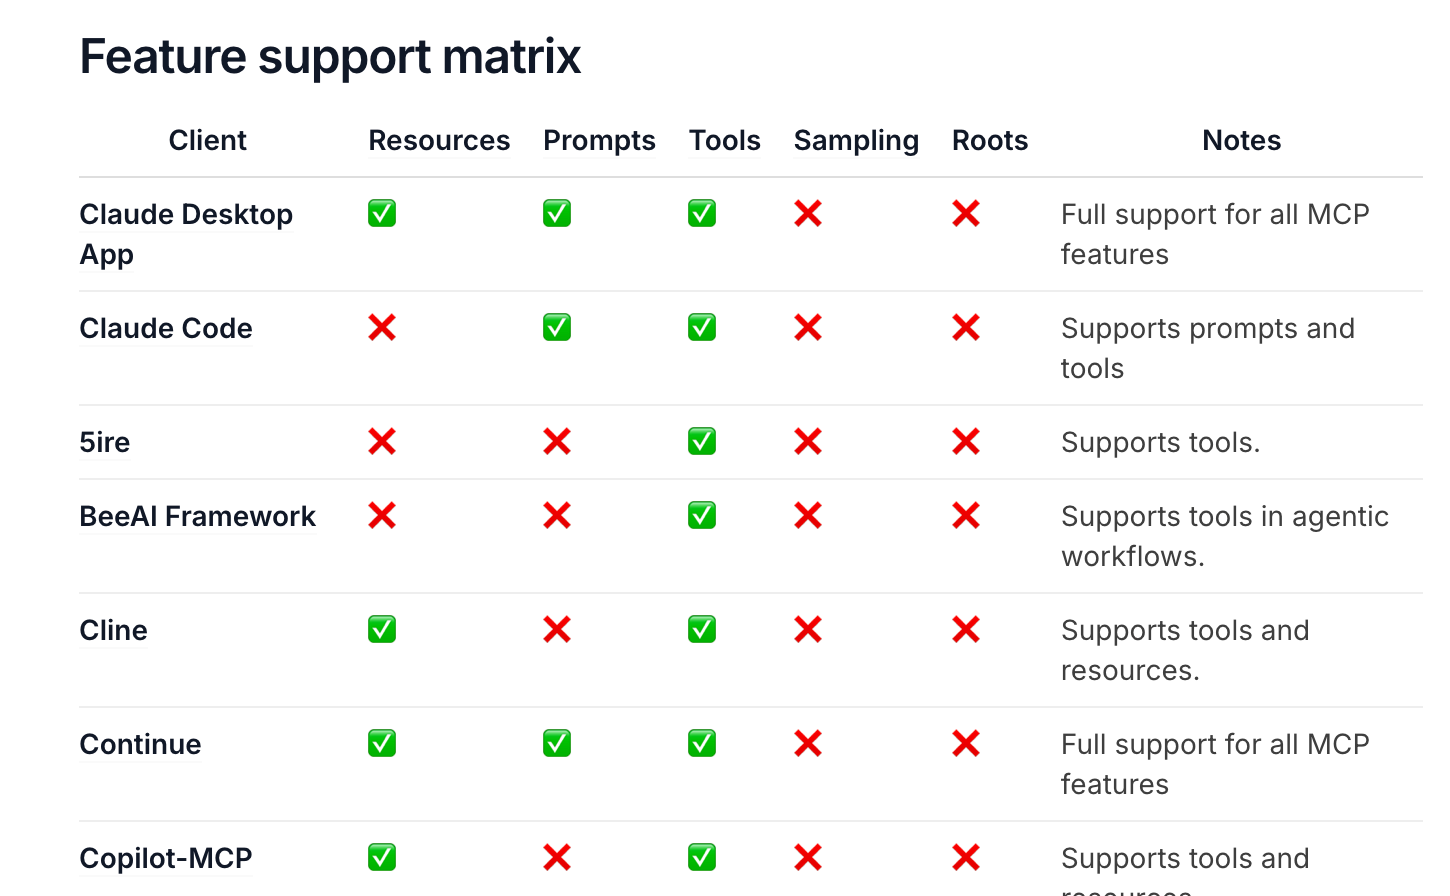 Feature support matrix
Client Resources Prompts Tools Sampling Roots Notes
Claude Desktop App ✅ ✅ ✅ ❌ ❌ Full support for all MCP features
Claude Code ❌ ✅ ✅ ❌ ❌ Supports prompts and tools
5ire ❌ ❌ ✅ ❌ ❌ Supports tools.
BeeAI Framework ❌ ❌ ✅ ❌ ❌ Supports tools in agentic workflows.
Cline ✅ ❌ ✅ ❌ ❌ Supports tools and resources.
Continue ✅ ✅ ✅ ❌ ❌ Full support for all MCP features
Copilot-MCP ✅ ❌ ✅ ❌ ❌ Supports tools and